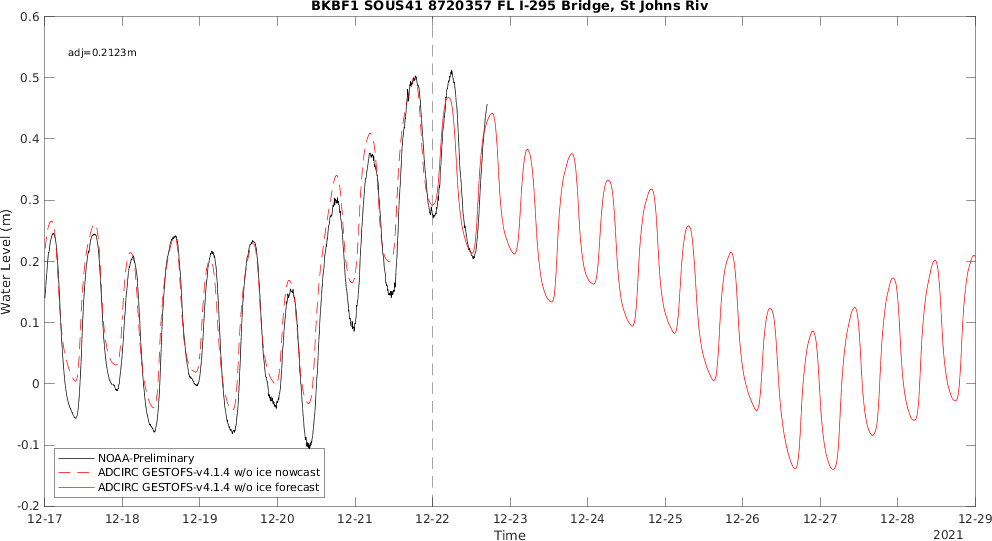 BKBF1 SOUS41 8720357 FL I-295 Bridge, St Johns Riv
adj=0.2123m
0.6
0.5
0.4
0.3
0.2
0.1
0
-0.1
-0.2
Water Level (m)
NOAA-Preliminary
ADCIRC GESTOFS-v4.1.4 w/o ice nowcast
ADCIRC GESTOFS-v4.1.4 w/o ice forecast
12-17 12-18 12-19 12-20 12-21 12-22 12-23 12-24 12-25 12-26 12-27 12-28 12-29
Time
2021